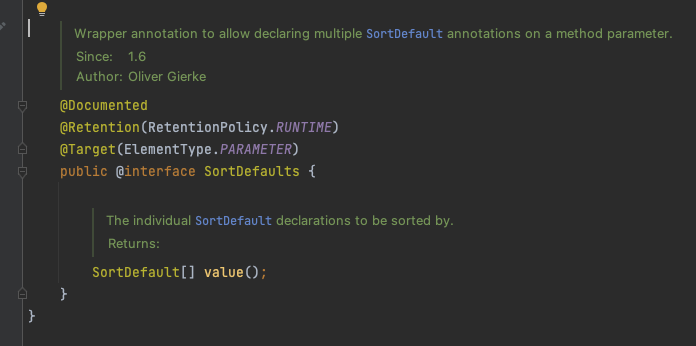 Wrapper annotation to allow declaring multiple SortDefault annotations on a method parameter.
Since: 1.6
Author: Oliver Gierke
@Documented
@Retention(RetentionPolicy.RUNTIME)
@Target(ElementType.PARAMETER)
public @interface SortDefaults {
The individual SortDefault declarations to be sorted by.
Returns:
SortDefault[] value();
}
}